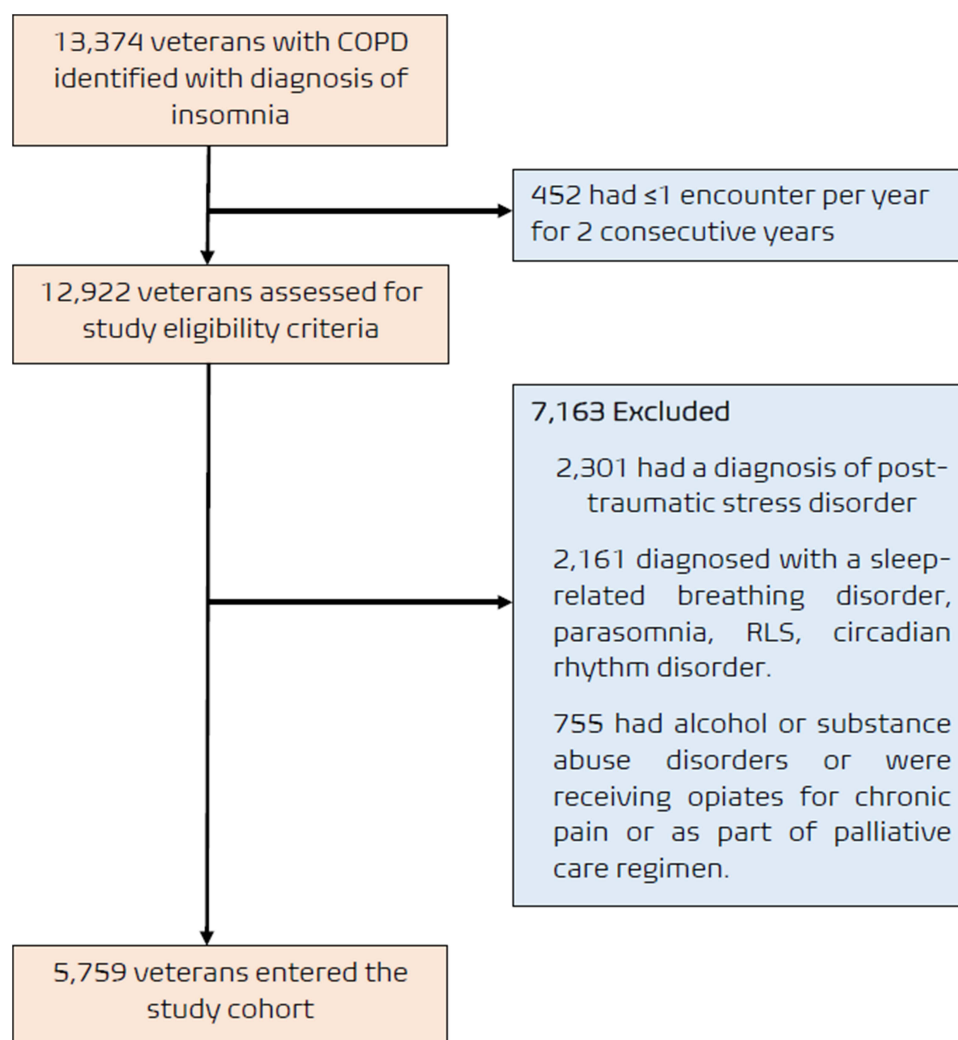 13,374 veterans with COPD
identified with diagnosis of
insomnia
452 had ≤1 encounter per year
for 2 consecutive years
12,922 veterans assessed for
study eligibility criteria
7,163 Excluded
2,301 had a diagnosis of post-
traumatic stress disorder
2,161 diagnosed with a sleep-
related breathing disorder,
parasomnia, RLS, circadian
rhythm disorder.
755 had alcohol or substance
abuse disorders or were
receiving opiates for chronic
pain or as part of palliative
care regimen.
5,759 veterans entered the
study cohort